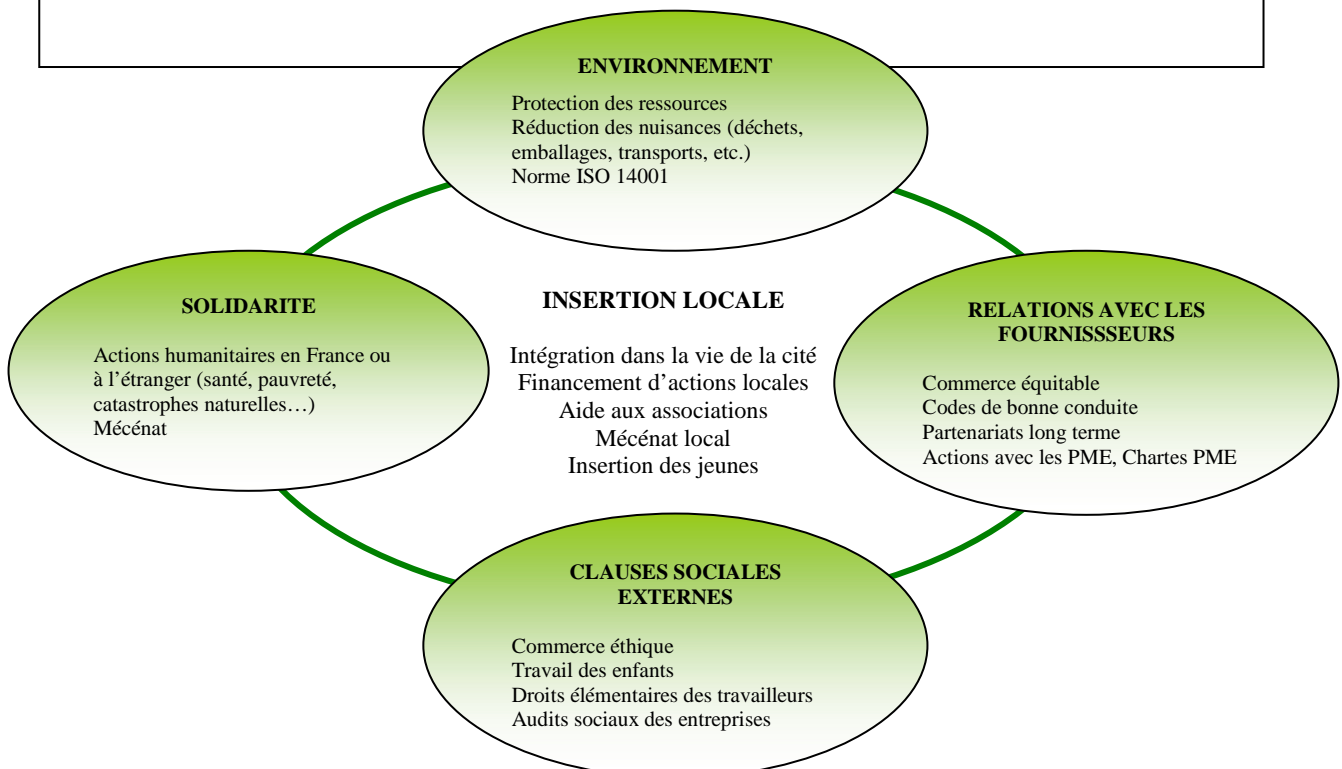 ENVIRONNEMENT
Protection des ressources
Réduction des nuisances (déchets,
emballages, transports, etc.)
Norme ISO 14001
SOLIDARITE
Actions humanitaires en France ou
à l’étranger (santé, pauvreté,
catastrophes naturelles…)
Mécénat
INSERTION LOCALE
Intégration dans la vie de la cité
Financement d’actions locales
Aide aux associations
Mécénat local
Insertion des jeunes
RELATIONS AVEC LES
FOURNISSSEURS
Commerce équitable
Codes de bonne conduite
Partenariats long terme
Actions avec les PME, Chartes PME
CLAUSES SOCIALES
EXTERNES
Commerce éthique
Travail des enfants
Droits élémentaires des travailleurs
Audits sociaux des entreprises